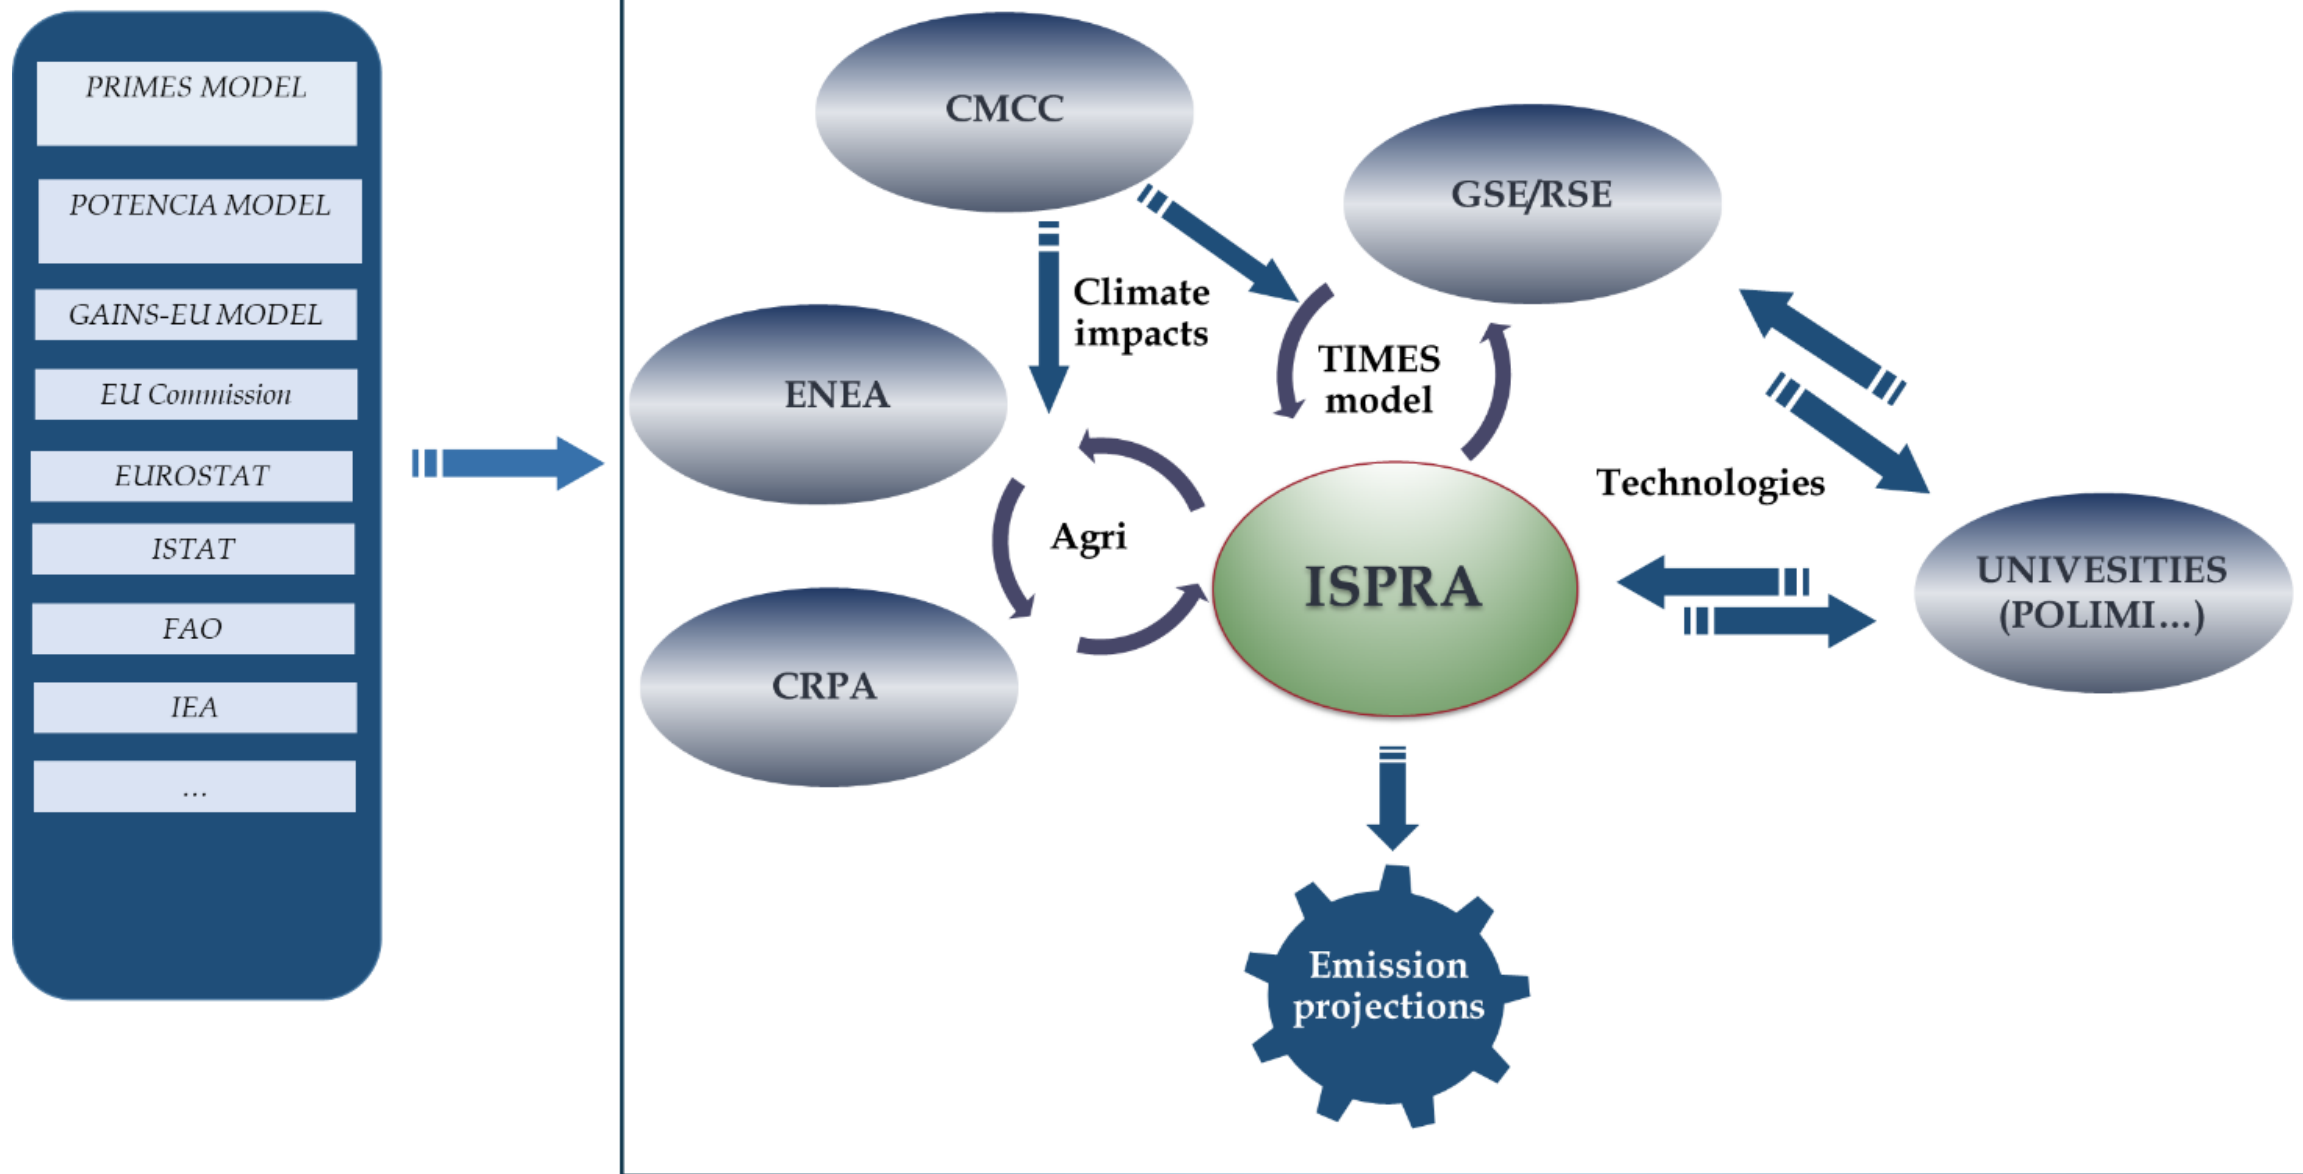 PRIMES MODEL
POTENCIA MODEL
GAINS-EU MODEL
EU Commission
EUROSTAT
ISTAT
FAO
IEA
...
CMCC
GSE/RSE
Climate
impacts
TIMES
model
ENEA
Technologies
Agri
ISPRA
UNIVESITIES
(POLIMI...)
CRPA
Emission
projections